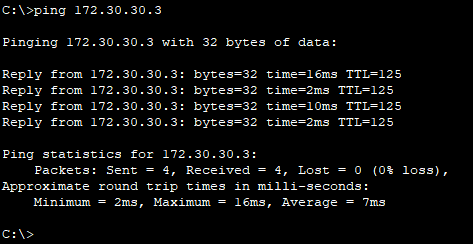 C:\>ping 172.30.30.3
Pinging 172.30.30.3 with 32 bytes of data:
Reply from 172.30.30.3: bytes=32 time=16ms TTL=125
Reply from 172.30.30.3: bytes=32 time=2ms TTL=125
Reply from 172.30.30.3: bytes=32 time=10ms TTL=125
Reply from 172.30.30.3: bytes=32 time=2ms TTL=125
Ping statistics for 172.30.30.3:
    Packets: Sent = 4, Received = 4, Lost = 0 (0% loss),
Approximate round trip times in milli-seconds:
    Minimum = 2ms, Maximum = 16ms, Average = 7ms
C:\>